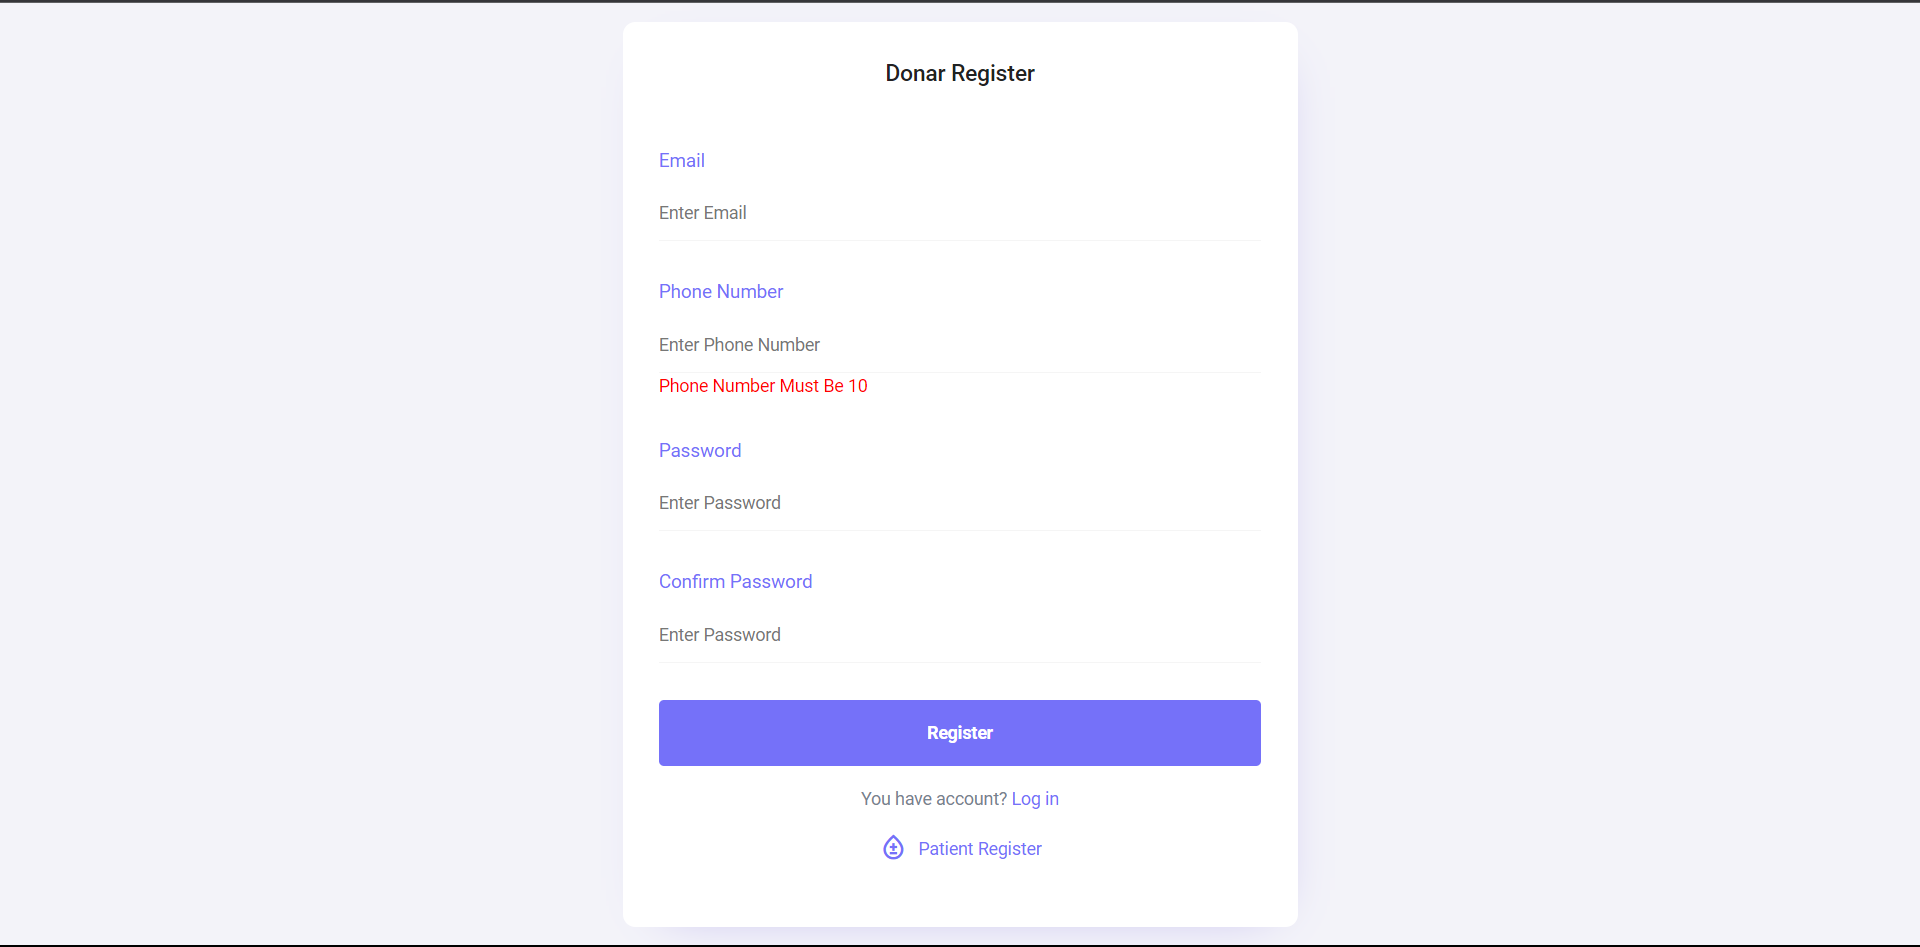 Donar Register
Email
Enter Email
Phone Number
Enter Phone Number
Phone Number Must Be 10
Password
Enter Password
Confirm Password
Enter Password
Register
You have account? Log in
Patient Register